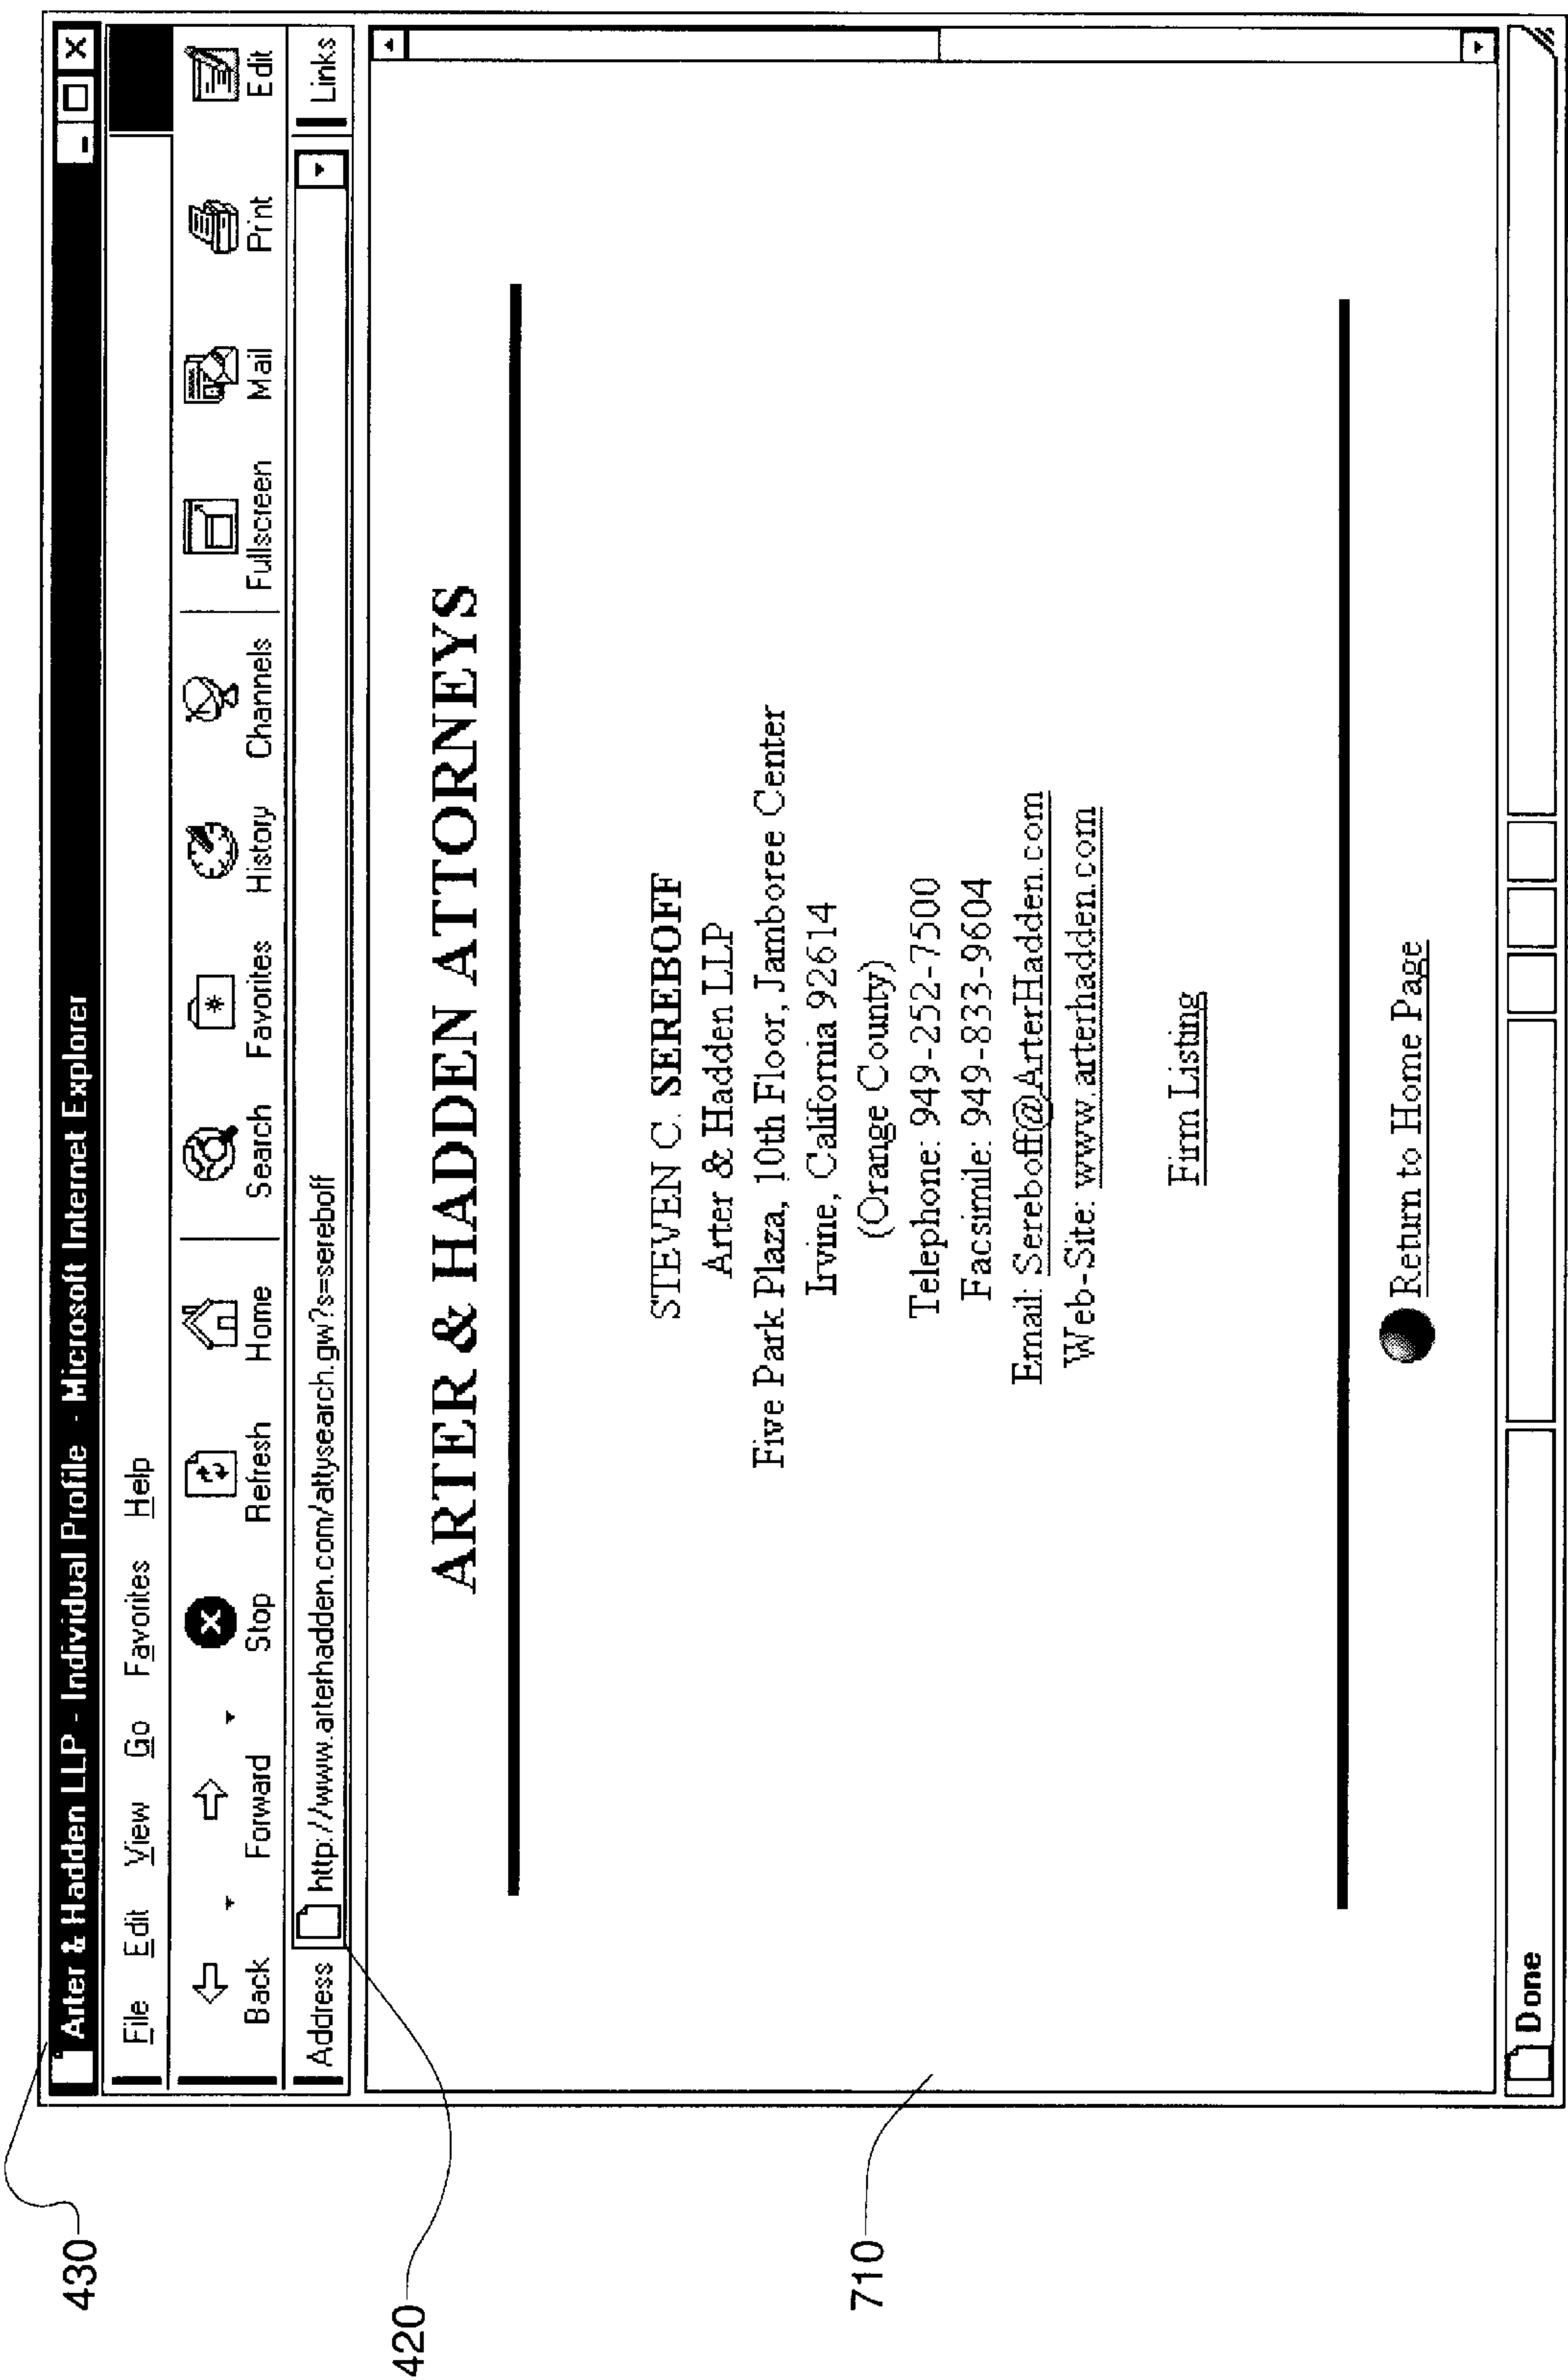 Arter & Hadden LLP - Individual Profile - Microsoft Internet Explorer
File Edit View Go Favorites Help
Back Forward Stop Refresh Home Search Favorites History Channels Fullscreen Mail Print Edit
Address http://www.arterhadden.com/attysearch.gw?s=sereboff Links
ARTER & HADDEN ATTORNEYS
STEVEN C. SEREBOFF
Arter & Hadden LLP
Five Park Plaza, 10th Floor, Jamboree Center
Irvine, California 92614
(Orange County)
Telephone: 949-252-7500
Facsimile: 949-833-9604
Email: Sereboff@ArterHadden.com
Web-Site: www.arterhadden.com
Firm Listing
Return to Home Page
Done
430
420
710